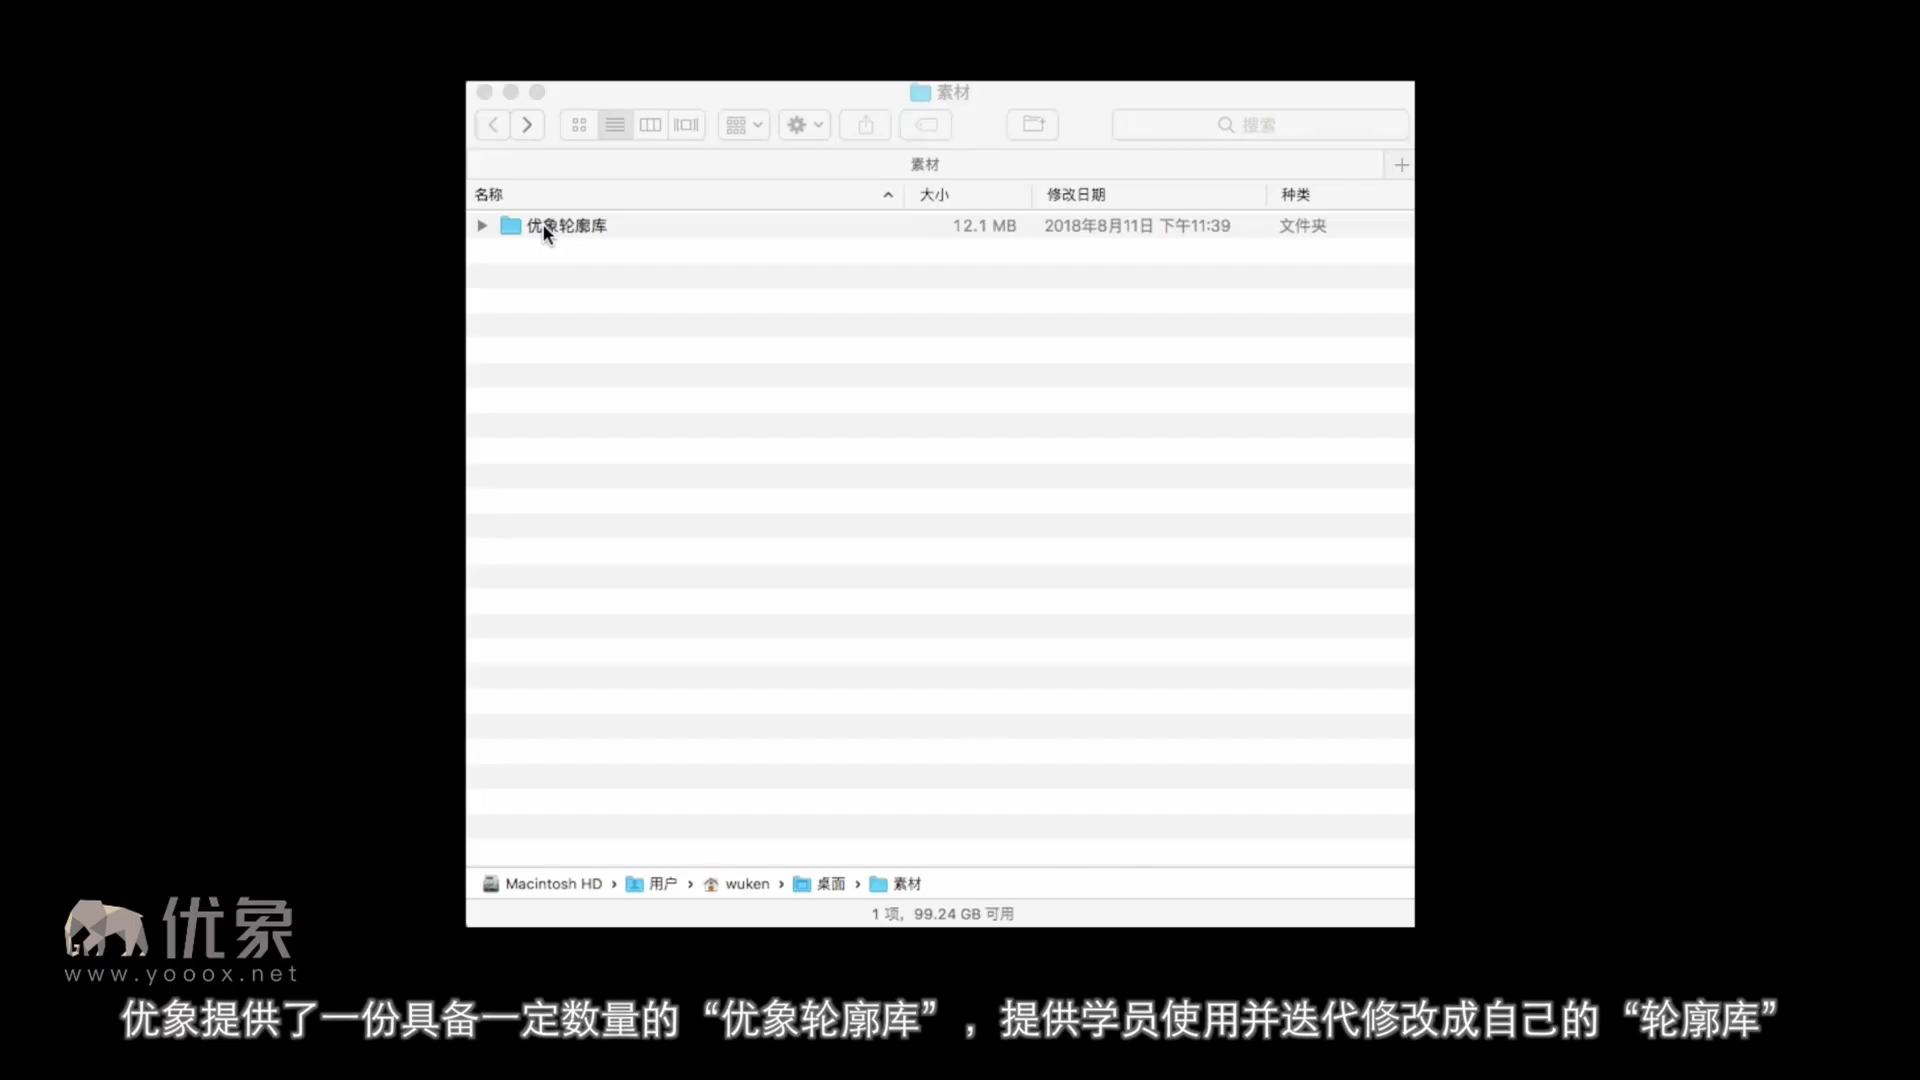 素材
搜索
素材
名称 大小 修改日期 种类
优象轮廓库 12.1 MB 2018年8月11日 下午11:39 文件夹
Macintosh HD › 用户 › wuken › 桌面 › 素材
1 项，99.24 GB 可用
优象
www.yooox.net
优象提供了一份具备一定数量的“优象轮廓库”，提供学员使用并迭代修改成自己的“轮廓库”